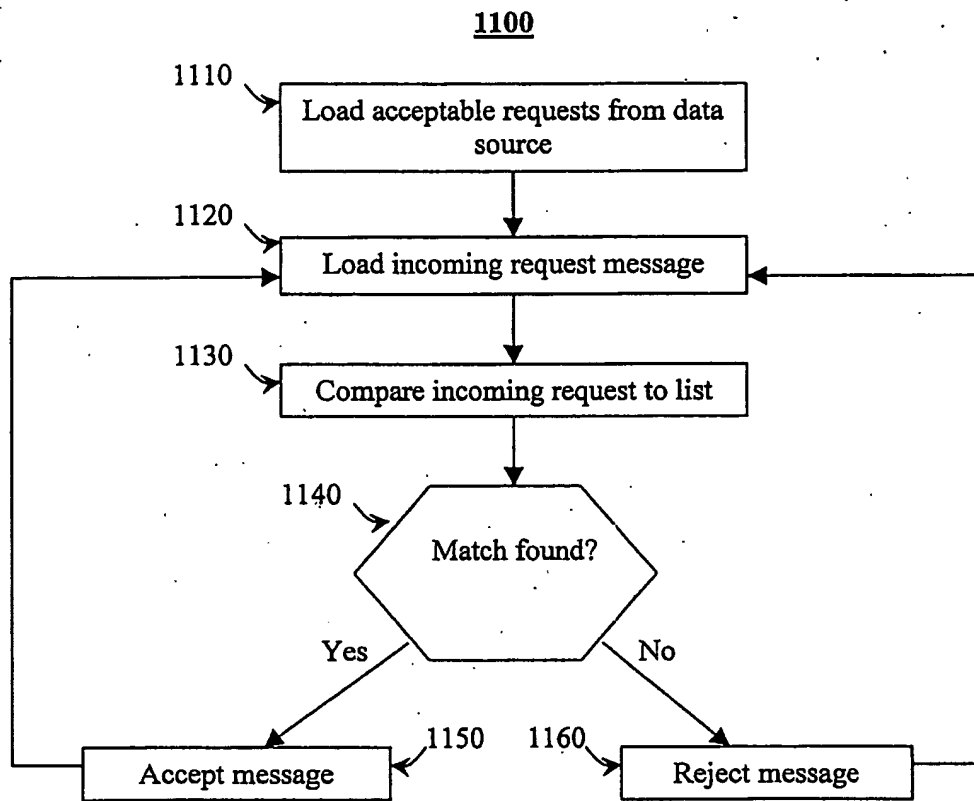 1100
1110
Load acceptable requests from data
source
1120
Load incoming request message
1130
Compare incoming request to list
1140
Match found?
Yes
No
1150
1160
Accept message
Reject message